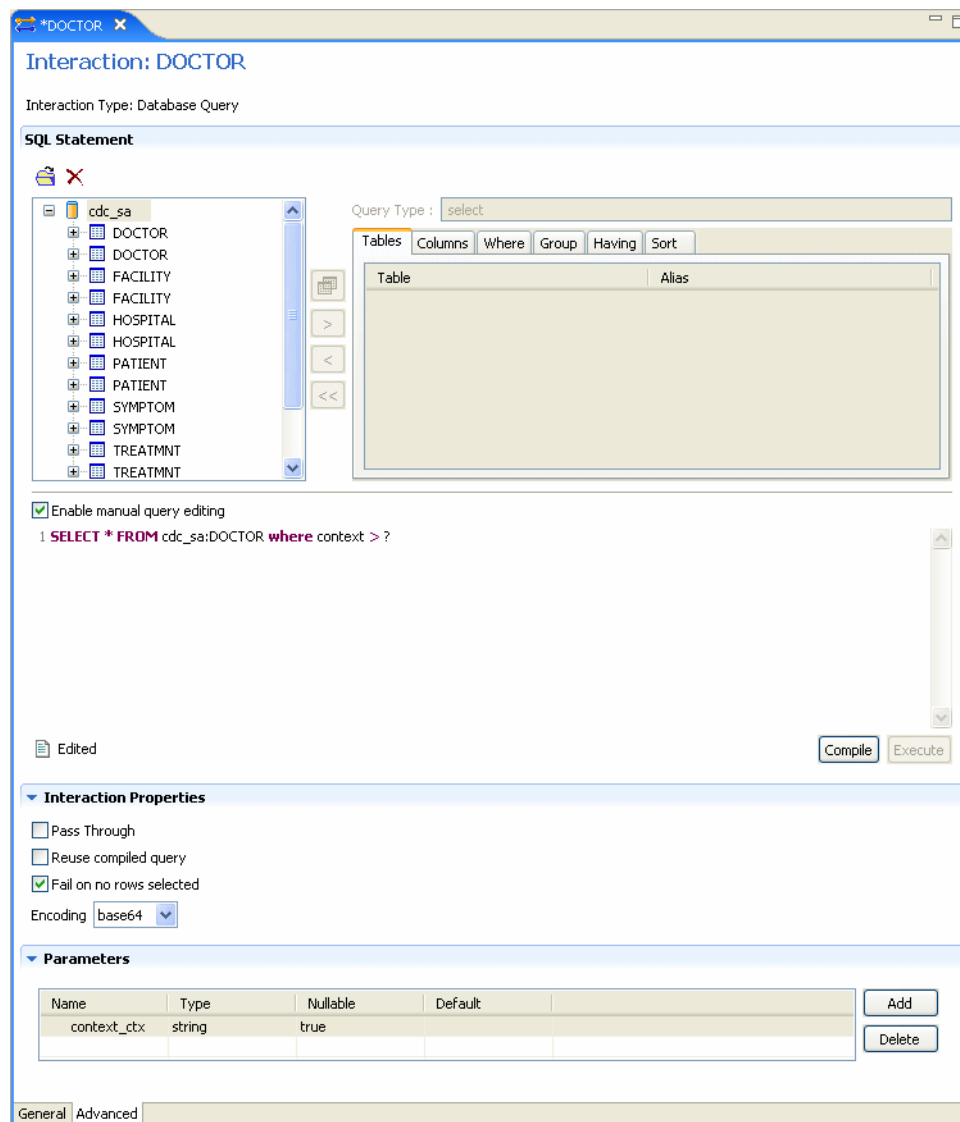 *DOCTOR
Interaction: DOCTOR
Interaction Type: Database Query
SQL Statement
cdc_sa
DOCTOR
DOCTOR
FACILITY
FACILITY
HOSPITAL
HOSPITAL
PATIENT
PATIENT
SYMPTOM
SYMPTOM
TREATMNT
TREATMNT
>
<
<<
Query Type : select
Tables Columns Where Group Having Sort
Table Alias
Enable manual query editing
1 SELECT * FROM cdc_sa:DOCTOR where context > ?
Edited
Compile Execute
Interaction Properties
Pass Through
Reuse compiled query
Fail on no rows selected
Encoding base64
Parameters
Name Type Nullable Default
context_ctx string true
Add
Delete
General Advanced